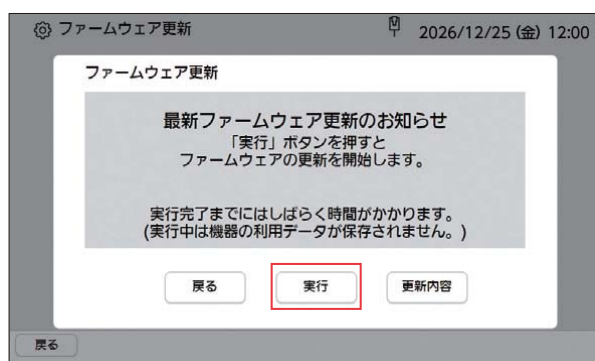 ファームウェア更新
2026/12/25 (金) 12:00
ファームウェア更新
最新ファームウェア更新のお知らせ
「実行」ボタンを押すと
ファームウェアの更新を開始します。
実行完了までにはしばらく時間がかかります。
(実行中は機器の利用データが保存されません。)
戻る
実行
更新内容
戻る